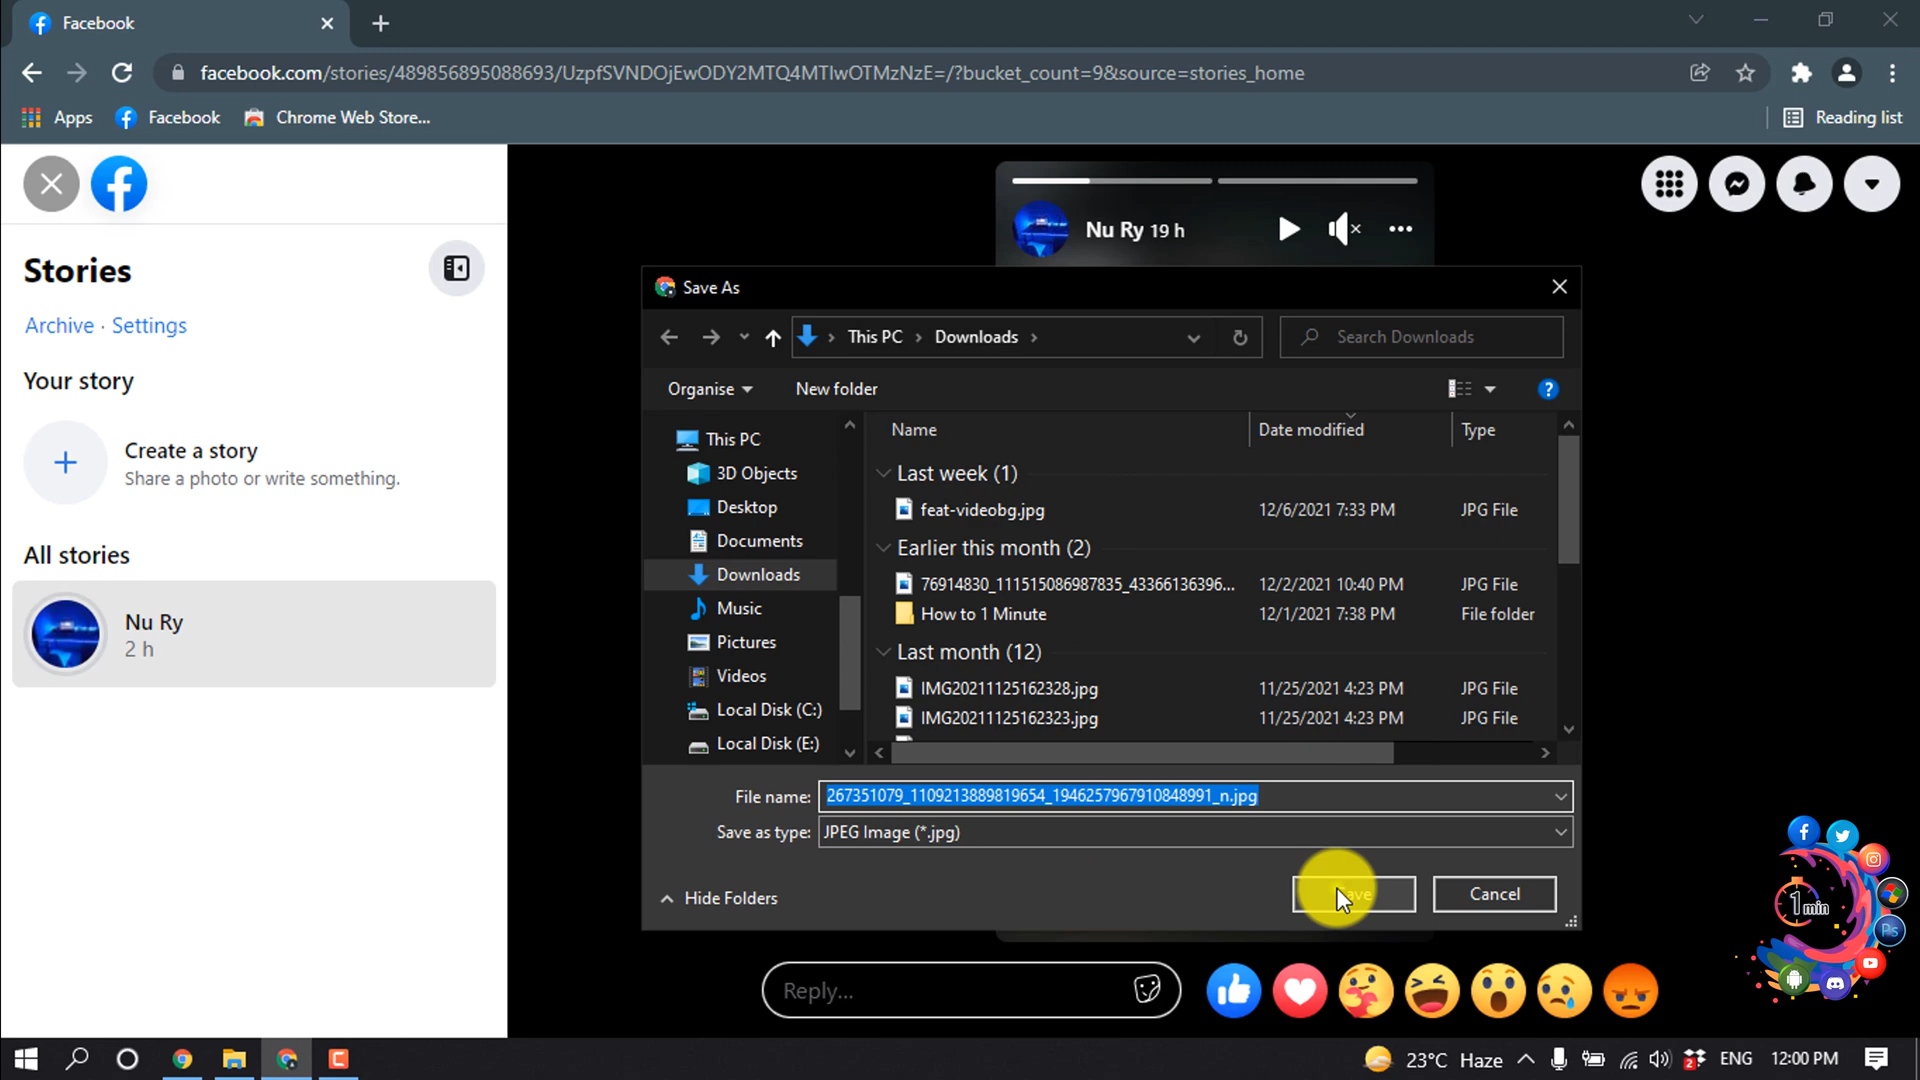 Facebook
facebook.com/stories/489856895088693/UzpfSVNDOjEwODY2MTQ4MTIwOTMzNzE=/?bucket_count=9&source=stories_home
Apps Facebook Chrome Web Store... Reading list
Stories
Archive · Settings
Your story
Create a story
Share a photo or write something.
All stories
Nu Ry
2 h
Nu Ry 19 h
Save As
This PC Downloads
Search Downloads
Organise New folder
This PC
3D Objects
Desktop
Documents
Downloads
Music
Pictures
Videos
Local Disk (C:)
Local Disk (E:)
Name Date modified Type
Last week (1)
feat-videobg.jpg 12/6/2021 7:33 PM JPG File
Earlier this month (2)
76914830_111515086987835_43366136396... 12/2/2021 10:40 PM JPG File
How to 1 Minute 12/1/2021 7:38 PM File folder
Last month (12)
IMG20211125162328.jpg 11/25/2021 4:23 PM JPG File
IMG20211125162323.jpg 11/25/2021 4:23 PM JPG File
File name: 267351079_1109213889819654_1946257967910848991_n.jpg
Save as type: JPEG Image (*.jpg)
Hide Folders
Save Cancel
Reply...
1 min
Ps
23°C Haze ENG 12:00 PM
2